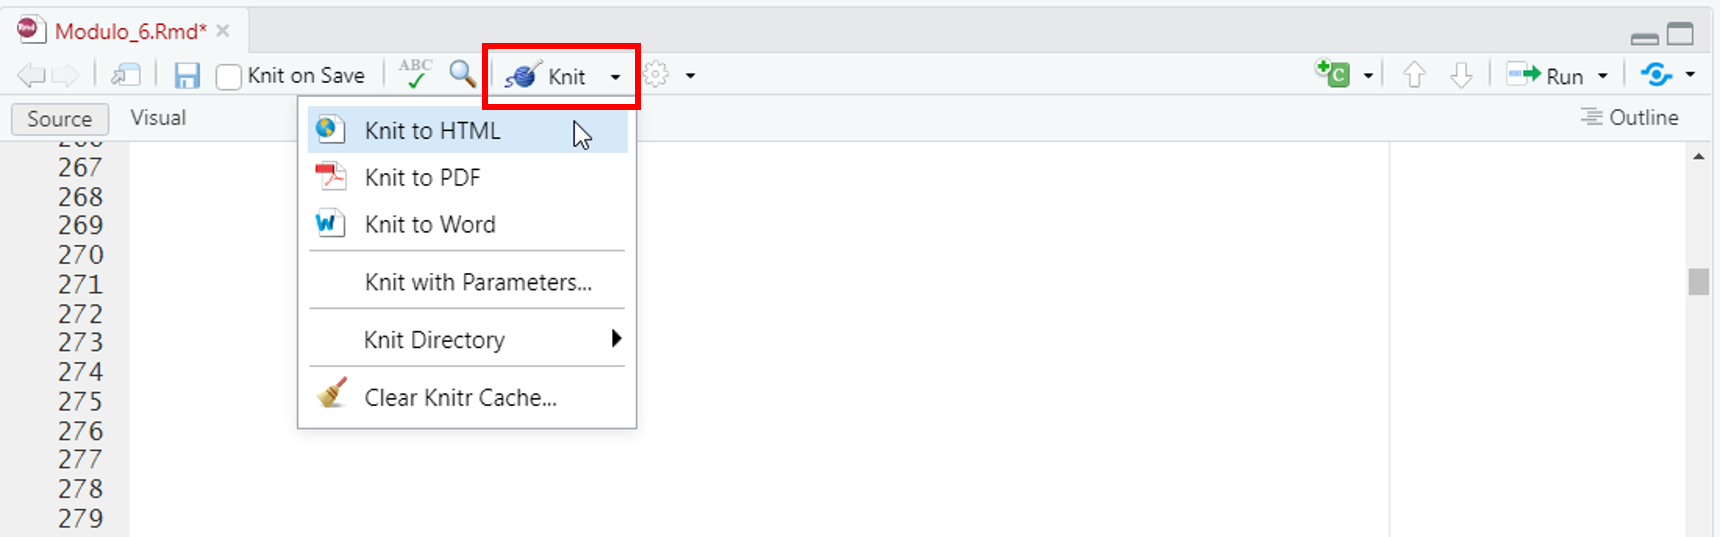 Modulo_6.Rmd*
Knit on Save ABC Knit C Run
Source Visual Outline
Knit to HTML
Knit to PDF
Knit to Word
Knit with Parameters...
Knit Directory
Clear Knitr Cache...
266
267
268
269
270
271
272
273
274
275
276
277
278
279